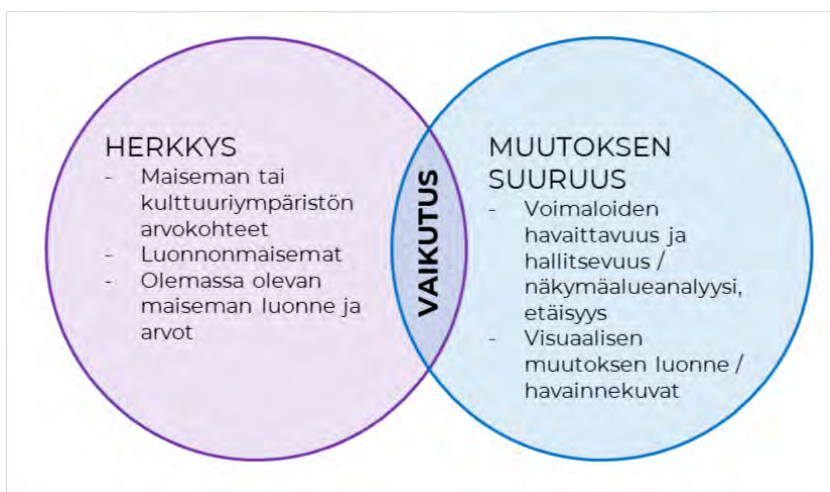 HERKKYS
- Maiseman tai
kulttuuriympäristön
arvokohteet
- Luonnonmaisemat
- Olemassa olevan
maiseman luonne ja
arvot
VAIKUTUS
MUUTOKSEN
SUURUUS
- Voimaloiden
havaittavuus ja
hallitsevuus /
näkymäalueanalyysi,
etäisyys
- Visuaalisen
muutoksen luonne /
havainnekuvat